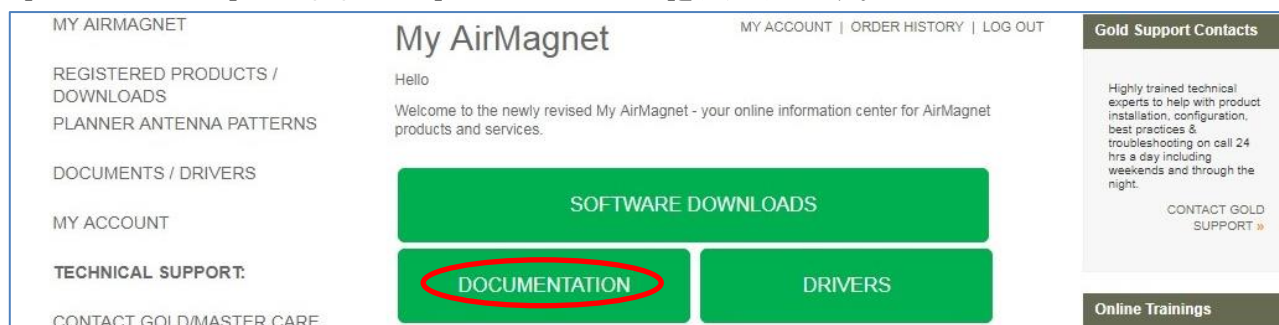 MY AIRMAGNET
REGISTERED PRODUCTS /
DOWNLOADS
PLANNER ANTENNA PATTERNS
DOCUMENTS / DRIVERS
MY ACCOUNT
TECHNICAL SUPPORT:
CONTACT GOLD/MASTER CARE
My AirMagnet
MY ACCOUNT | ORDER HISTORY | LOG OUT
Hello
Welcome to the newly revised My AirMagnet - your online information center for AirMagnet
products and services.
SOFTWARE DOWNLOADS
DOCUMENTATION
DRIVERS
Gold Support Contacts
Highly trained technical
experts to help with product
installation, configuration,
best practices &
troubleshooting on call 24
hrs a day including
weekends and through the
night.
CONTACT GOLD
SUPPORT »
Online Trainings